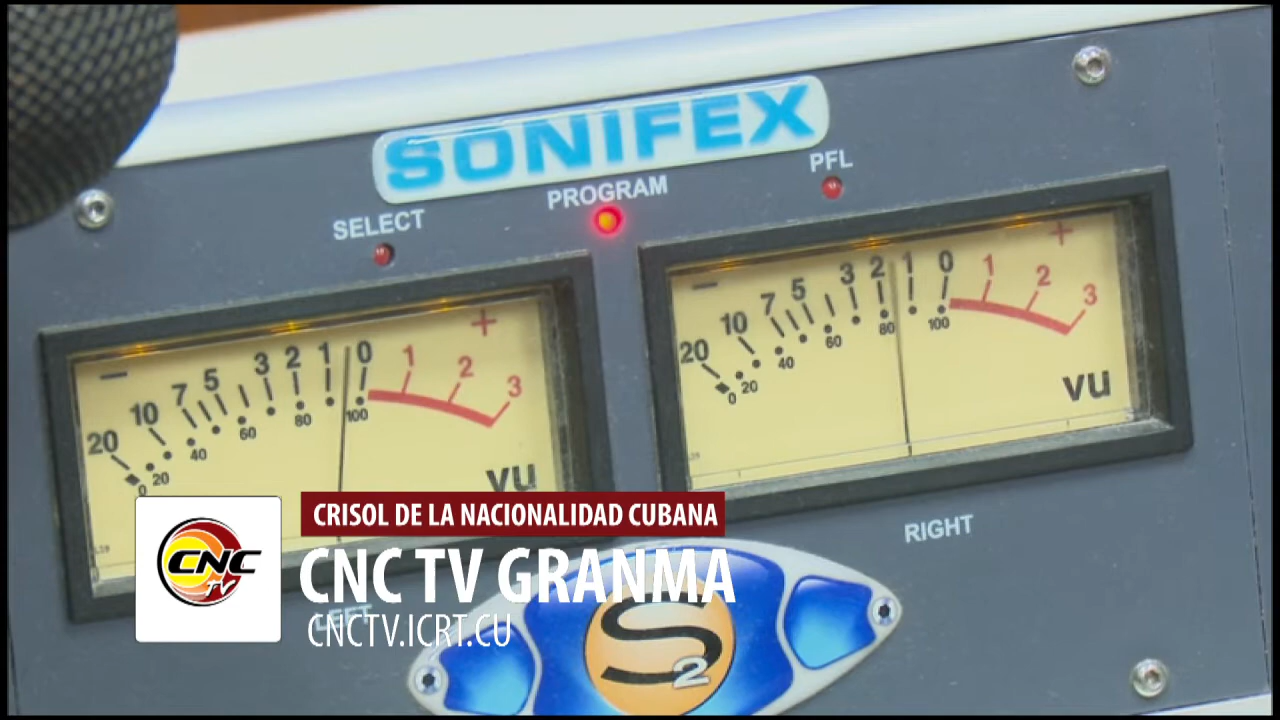 SONIFEX
SELECT
PROGRAM
PFL
− 20 10 7 5 3 2 1 0 1 2 3 +
0 20 40 60 80 100
VU
− 20 10 7 5 3 2 1 0 1 2 3 +
0 20 40 60 80 100
VU
LEFT
RIGHT
S2
CNC TV
CRISOL DE LA NACIONALIDAD CUBANA
CNC TV GRANMA
CNCTV.ICRT.CU